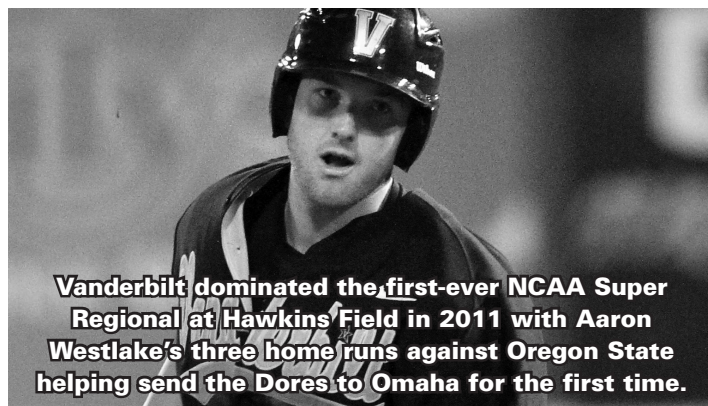 V
Vanderbilt dominated the first-ever NCAA Super
Regional at Hawkins Field in 2011 with Aaron
Westlake's three home runs against Oregon State
helping send the Dores to Omaha for the first time.